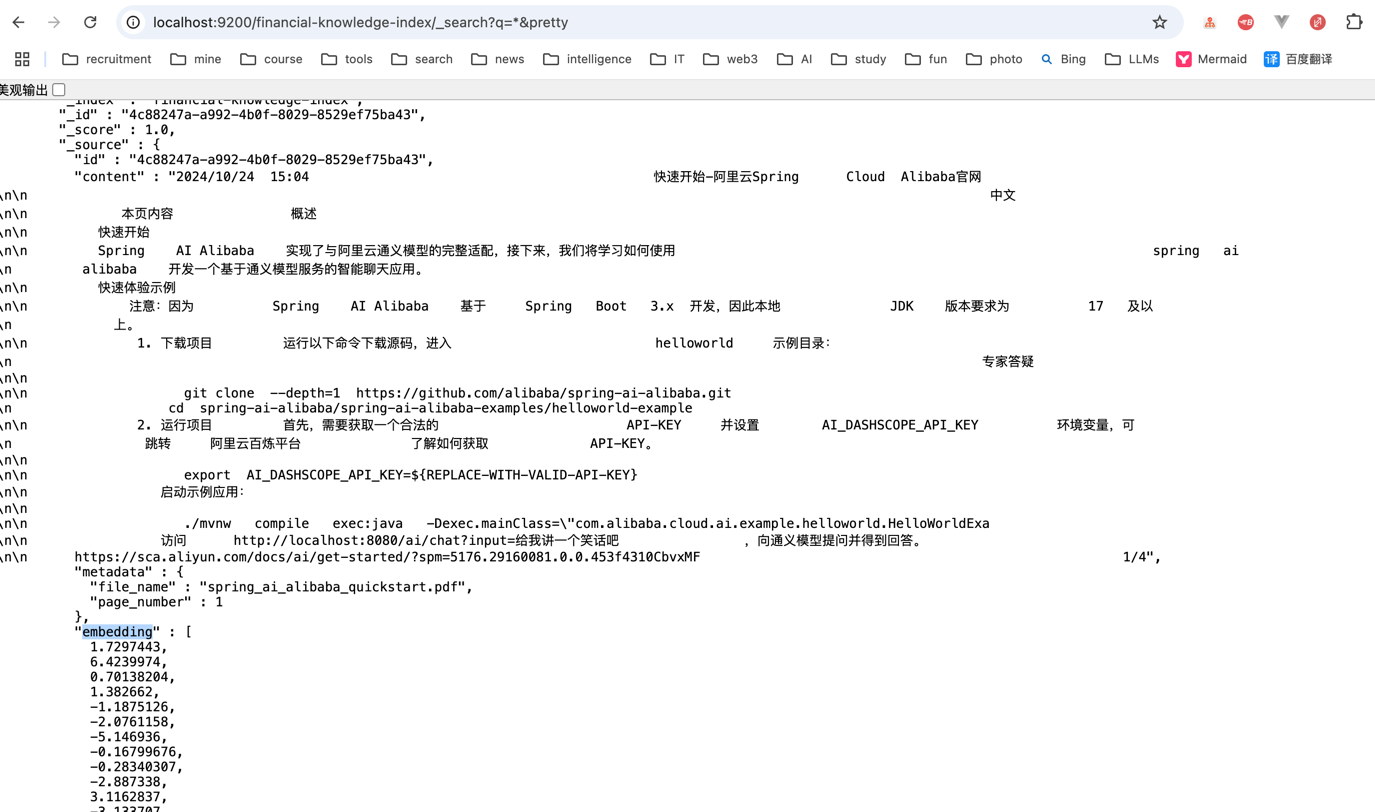 localhost:9200/financial-knowledge-index/_search?q=*&pretty
recruitment mine course tools search news intelligence IT web3 AI study fun photo Bing LLMs Mermaid 百度翻译
美观输出
"_index" : "financial-knowledge-index",
"_id" : "4c88247a-a992-4b0f-8029-8529ef75ba43",
"_score" : 1.0,
"_source" : {
"id" : "4c88247a-a992-4b0f-8029-8529ef75ba43",
"content" : "2024/10/24 15:04 快速开始-阿里云Spring Cloud Alibaba官网
\n\n 中文
\n\n 本页内容 概述
\n\n 快速开始
\n\n Spring AI Alibaba 实现了与阿里云通义模型的完整适配，接下来，我们将学习如何使用 spring ai
\n alibaba 开发一个基于通义模型服务的智能聊天应用。
\n\n 快速体验示例
\n\n 注意：因为 Spring AI Alibaba 基于 Spring Boot 3.x 开发，因此本地 JDK 版本要求为 17 及以
\n 上。
\n\n 1. 下载项目 运行以下命令下载源码，进入 helloworld 示例目录：
\n 专家答疑
\n\n
\n\n git clone --depth=1 https://github.com/alibaba/spring-ai-alibaba.git
\n cd spring-ai-alibaba/spring-ai-alibaba-examples/helloworld-example
\n\n 2. 运行项目 首先，需要获取一个合法的 API-KEY 并设置 AI_DASHSCOPE_API_KEY 环境变量，可
\n 跳转 阿里云百炼平台 了解如何获取 API-KEY。
\n\n
\n\n export AI_DASHSCOPE_API_KEY=${REPLACE-WITH-VALID-API-KEY}
\n\n 启动示例应用：
\n\n
\n\n ./mvnw compile exec:java -Dexec.mainClass=\"com.alibaba.cloud.ai.example.helloworld.HelloWorldExa
\n\n 访问 http://localhost:8080/ai/chat?input=给我讲一个笑话吧 ，向通义模型提问并得到回答。
\n\n https://sca.aliyun.com/docs/ai/get-started/?spm=5176.29160081.0.0.453f4310CbvxMF 1/4",
"metadata" : {
"file_name" : "spring_ai_alibaba_quickstart.pdf",
"page_number" : 1
},
"embedding" : [
1.7297443,
6.4239974,
0.70138204,
1.382662,
-1.1875126,
-2.0761158,
-5.146936,
-0.16799676,
-0.28340307,
-2.887338,
3.1162837,
-3.133707,